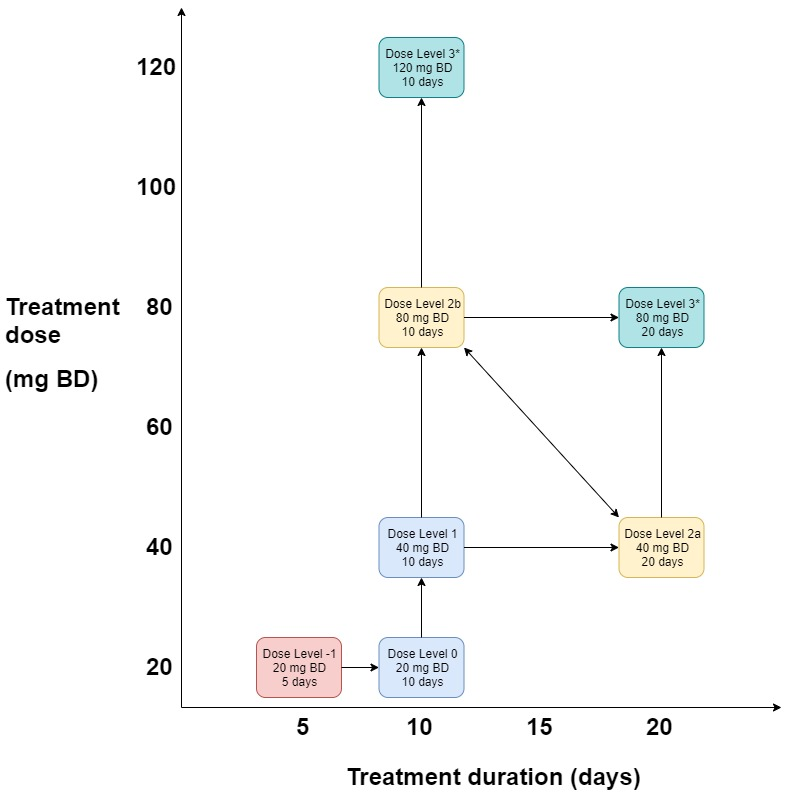 120
Dose Level 3*
120 mg BD
10 days
100
Treatment
dose
(mg BD)
80
Dose Level 2b
80 mg BD
10 days
Dose Level 3*
80 mg BD
20 days
60
40
Dose Level 1
40 mg BD
10 days
Dose Level 2a
40 mg BD
20 days
20
Dose Level -1
20 mg BD
5 days
Dose Level 0
20 mg BD
10 days
5 10 15 20
Treatment duration (days)